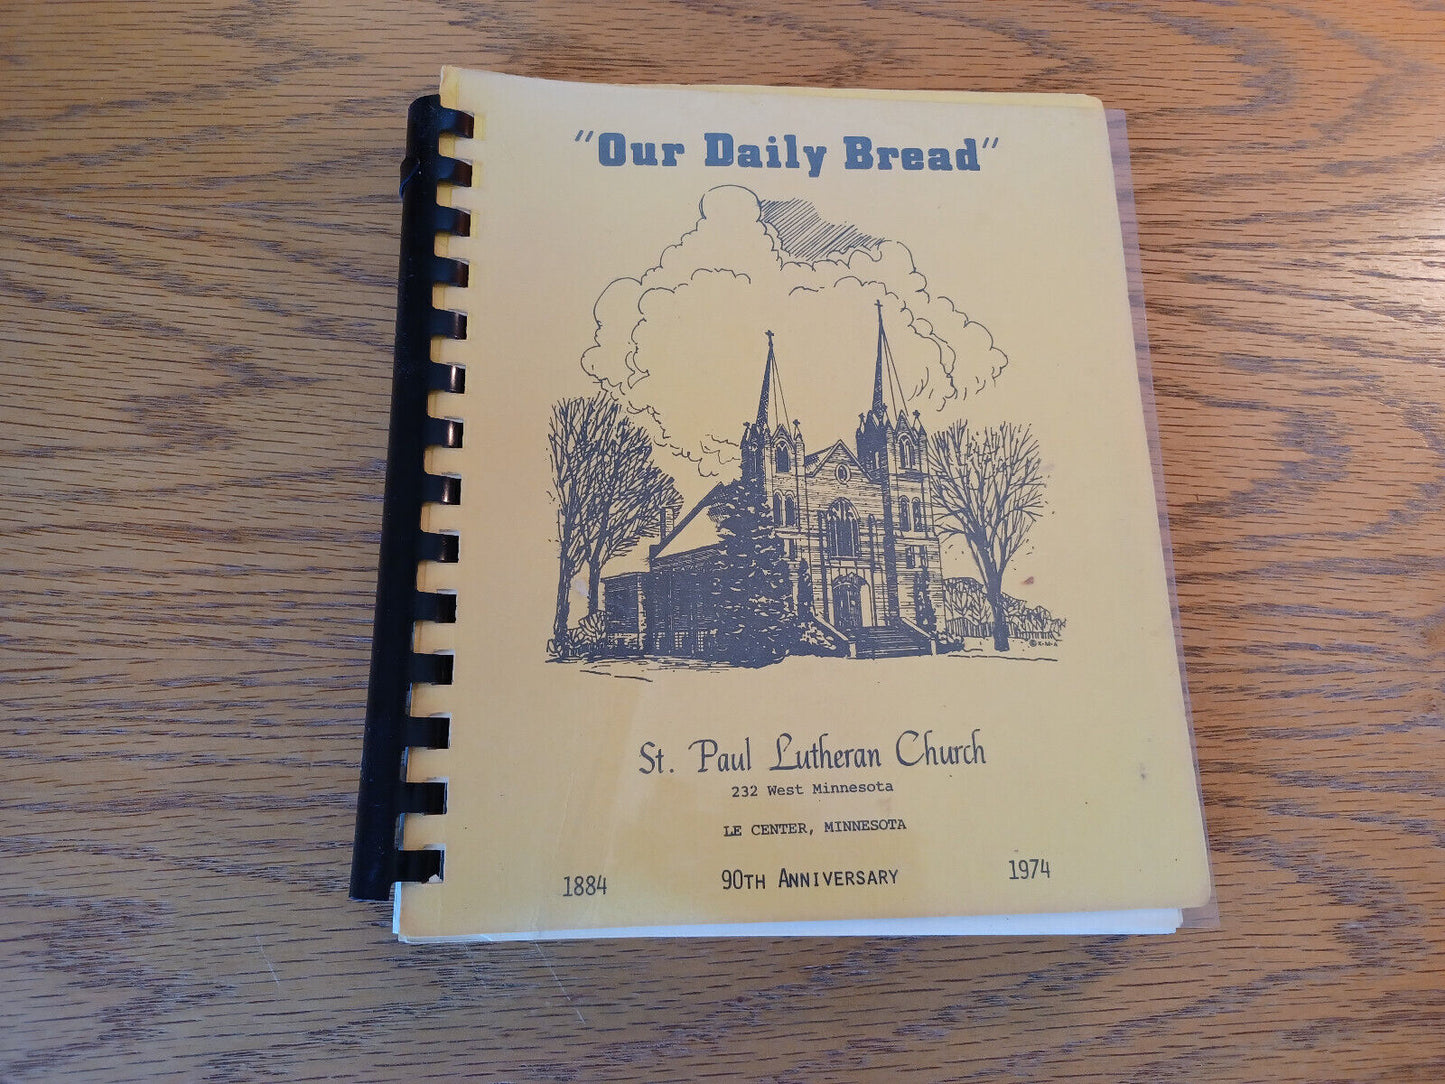 "Our Daily Bread"
St. Paul Lutheran Church
232 West Minnesota
LE CENTER, MINNESOTA
1884 90TH ANNIVERSARY 1974